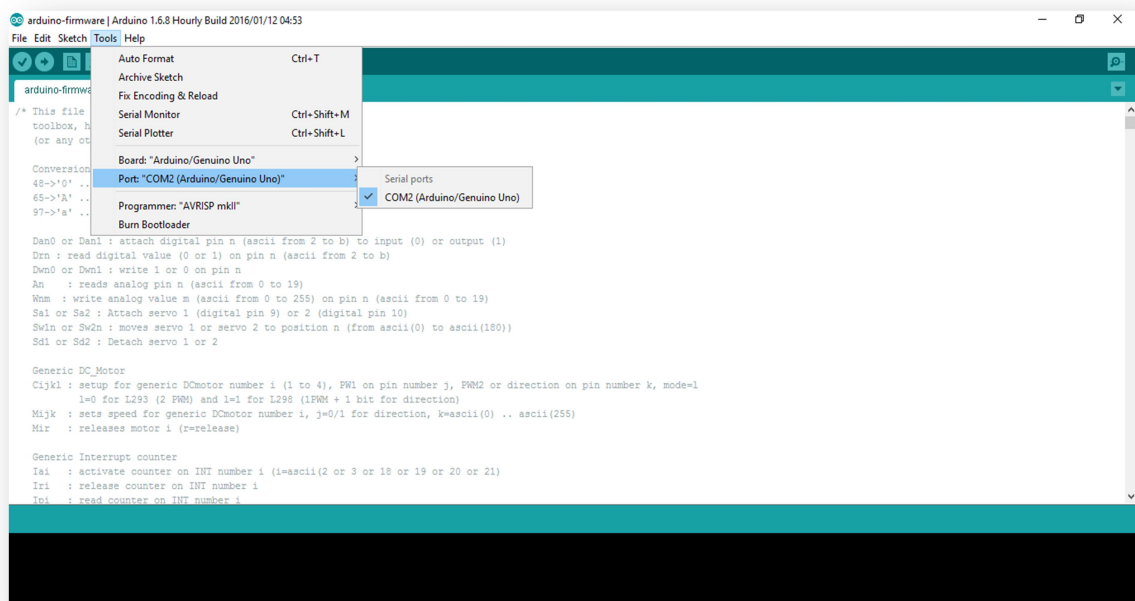 arduino-firmware | Arduino 1.6.8 Hourly Build 2016/01/12 04:53
File Edit Sketch Tools Help
Auto Format Ctrl+T
Archive Sketch
Fix Encoding & Reload
Serial Monitor Ctrl+Shift+M
Serial Plotter Ctrl+Shift+L
Board: "Arduino/Genuino Uno"
Port: "COM2 (Arduino/Genuino Uno)"
Programmer: "AVRISP mkII"
Burn Bootloader
Serial ports
COM2 (Arduino/Genuino Uno)
arduino-firmwa
/* This file
toolbox, h
(or any ot
Conversion
48->'0' ..
65->'A' ..
97->'a' ..
Dan0 or Dan1 : attach digital pin n (ascii from 2 to b) to input (0) or output (1)
Drn : read digital value (0 or 1) on pin n (ascii from 2 to b)
Dwn0 or Dwn1 : write 1 or 0 on pin n
An : reads analog pin n (ascii from 0 to 19)
Wnm : write analog value m (ascii from 0 to 255) on pin n (ascii from 0 to 19)
Sa1 or Sa2 : Attach servo 1 (digital pin 9) or 2 (digital pin 10)
Sw1n or Sw2n : moves servo 1 or servo 2 to position n (from ascii(0) to ascii(180))
Sd1 or Sd2 : Detach servo 1 or 2
Generic DC_Motor
Cijkl : setup for generic DCmotor number i (1 to 4), PW1 on pin number j, PWM2 or direction on pin number k, mode=l
l=0 for L293 (2 PWM) and l=1 for L298 (1PWM + 1 bit for direction)
Mijk : sets speed for generic DCmotor number i, j=0/1 for direction, k=ascii(0) .. ascii(255)
Mir : releases motor i (r=release)
Generic Interrupt counter
Iai : activate counter on INT number i (i=ascii(2 or 3 or 18 or 19 or 20 or 21)
Iri : release counter on INT number i
Ipi : read counter on INT number i